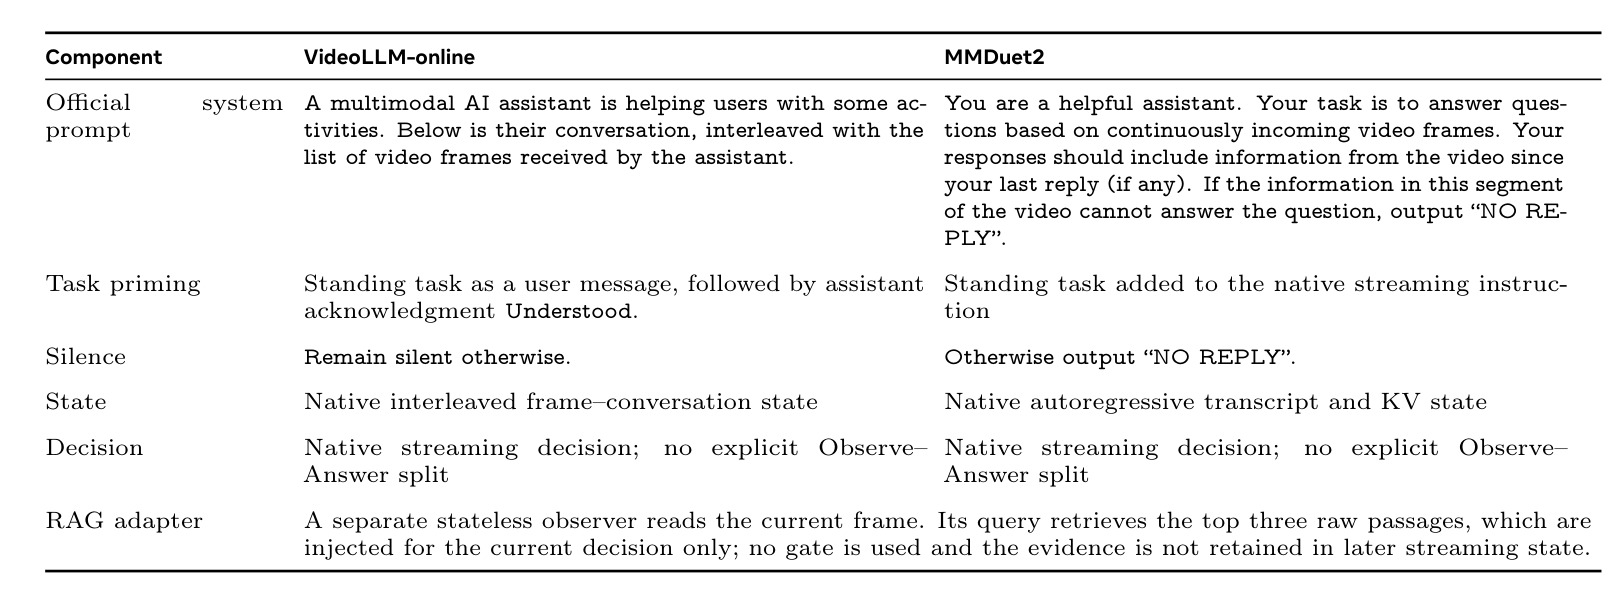 Component VideoLLM-online MMDuet2
Official system A multimodal AI assistant is helping users with some ac- You are a helpful assistant. Your task is to answer ques-
prompt tivities. Below is their conversation, interleaved with the tions based on continuously incoming video frames. Your
list of video frames received by the assistant. responses should include information from the video since
your last reply (if any). If the information in this segment
of the video cannot answer the question, output “NO RE-
PLY”.
Task priming Standing task as a user message, followed by assistant Standing task added to the native streaming instruc-
acknowledgment Understood. tion
Silence Remain silent otherwise. Otherwise output “NO REPLY”.
State Native interleaved frame–conversation state Native autoregressive transcript and KV state
Decision Native streaming decision; no explicit Observe– Native streaming decision; no explicit Observe–
Answer split Answer split
RAG adapter A separate stateless observer reads the current frame. Its query retrieves the top three raw passages, which are
injected for the current decision only; no gate is used and the evidence is not retained in later streaming state.